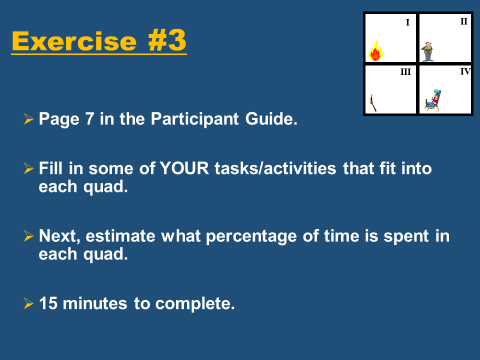 Exercise #3
I
II
III
IV
➢ Page 7 in the Participant Guide.
➢ Fill in some of YOUR tasks/activities that fit into
each quad.
➢ Next, estimate what percentage of time is spent in
each quad.
➢ 15 minutes to complete.